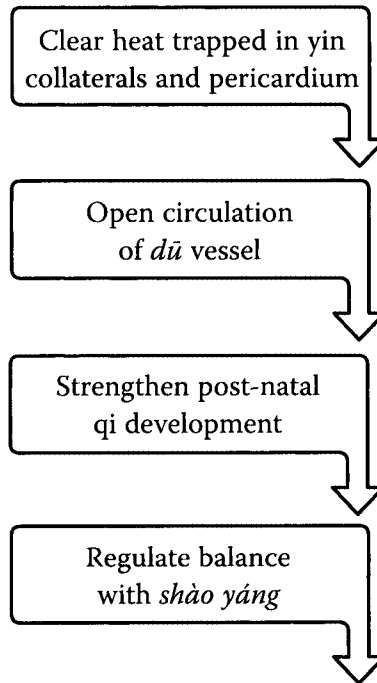 Clear heat trapped in yin
collaterals and pericardium
Open circulation
of dū vessel
Strengthen post-natal
qi development
Regulate balance
with shào yáng